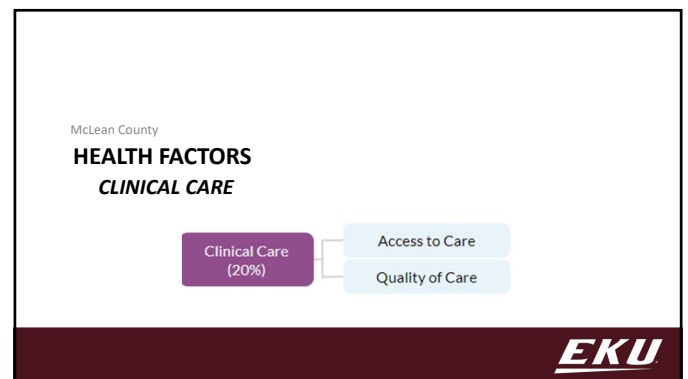 McLean County
HEALTH FACTORS
CLINICAL CARE
Clinical Care
(20%)
Access to Care
Quality of Care
EKU